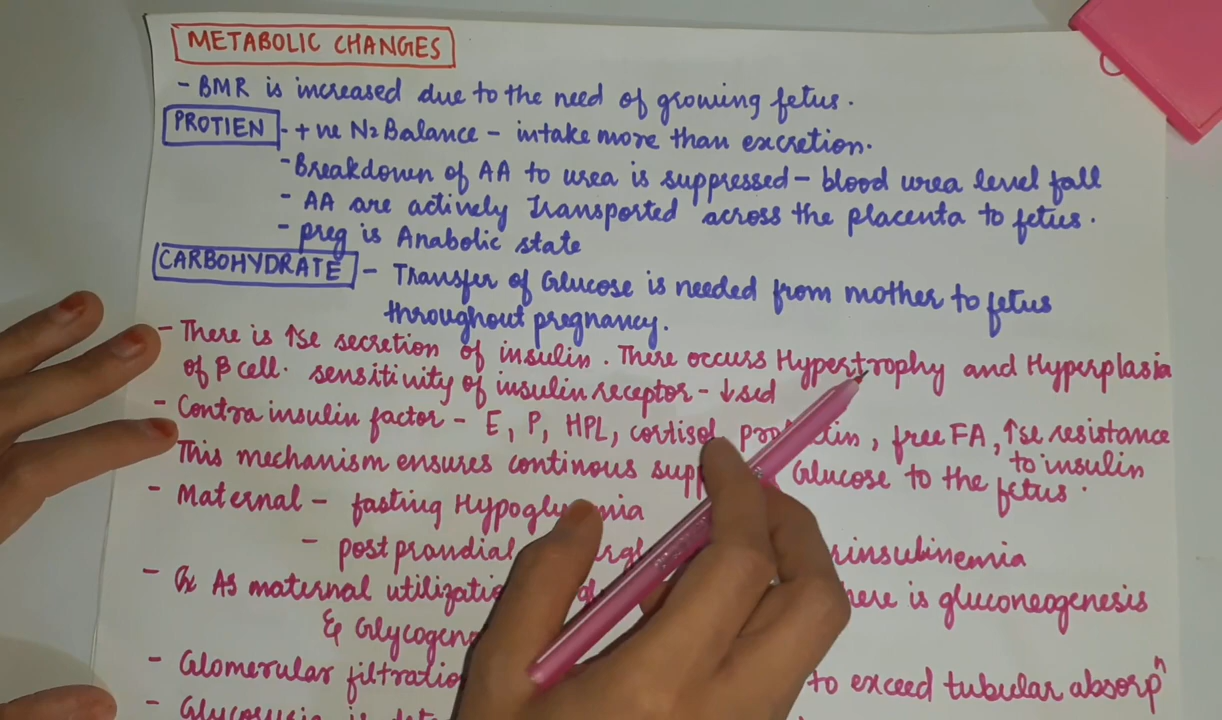 METABOLIC CHANGES
- BMR is increased due to the need of growing fetus.
PROTIEN - +ve N2 Balance - intake more than excretion.
- Breakdown of AA to urea is suppressed - blood urea level fall
- AA are actively transported across the placenta to fetus.
- preg is Anabolic state
CARBOHYDRATE - Transfer of Glucose is needed from mother to fetus
throughout pregnancy.
- There is ↑se secretion of insulin. There occurs Hypertrophy and Hyperplasia
of β cell. sensitivity of insulin receptor - ↓sed
- Contra insulin factor - E, P, HPL, cortisol, free FA, ↑se resistance
to insulin
This mechanism ensures continous Glucose to the fetus.
- Maternal - fasting
- post prandial
- As maternal there is gluconeogenesis
&
- Glomerular to exceed tubular absorpn